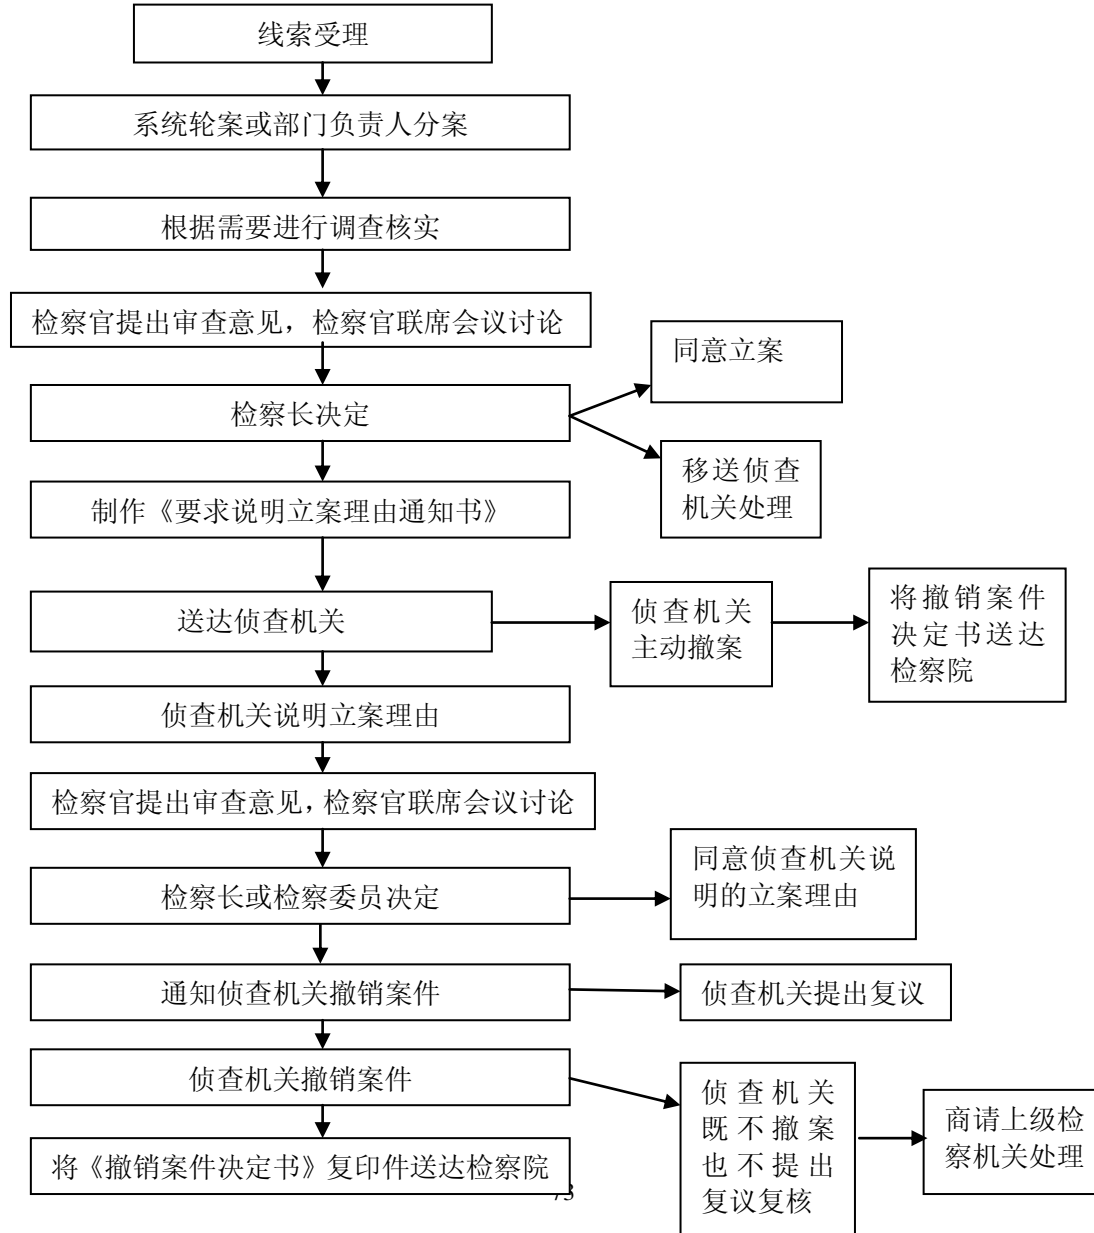 线索受理
系统轮案或部门负责人分案
根据需要进行调查核实
检察官提出审查意见，检察官联席会议讨论
同意立案
检察长决定
移送侦查
机关处理
制作《要求说明立案理由通知书》
送达侦查机关
侦查机关
主动撤案
将撤销案件
决定书送达
检察院
侦查机关说明立案理由
检察官提出审查意见，检察官联席会议讨论
检察长或检察委员决定
同意侦查机关说
明的立案理由
通知侦查机关撤销案件
侦查机关提出复议
侦查机关撤销案件
侦查机关
既不撤案
也不提出
复议复核
商请上级检
察机关处理
将《撤销案件决定书》复印件送达检察院